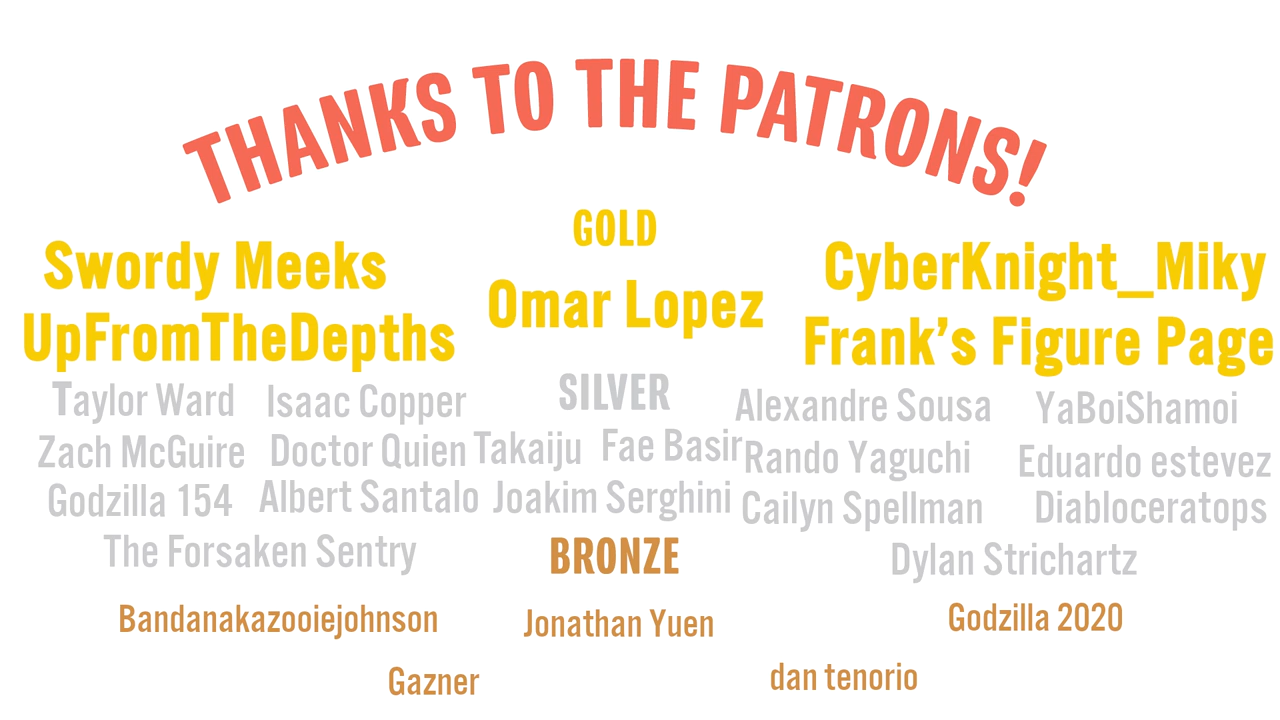 THANKS TO THE PATRONS!
GOLD
Swordy Meeks
Omar Lopez
CyberKnight_Miky
UpFromTheDepths
Frank’s Figure Page
SILVER
Taylor Ward Isaac Copper Alexandre Sousa YaBoiShamoi
Zach McGuire Doctor Quien Takaiju Fae Basir Rando Yaguchi Eduardo estevez
Godzilla 154 Albert Santalo Joakim Serghini Cailyn Spellman Diabloceratops
The Forsaken Sentry Dylan Strichartz
BRONZE
Bandanakazooiejohnson Jonathan Yuen Godzilla 2020
Gazner dan tenorio